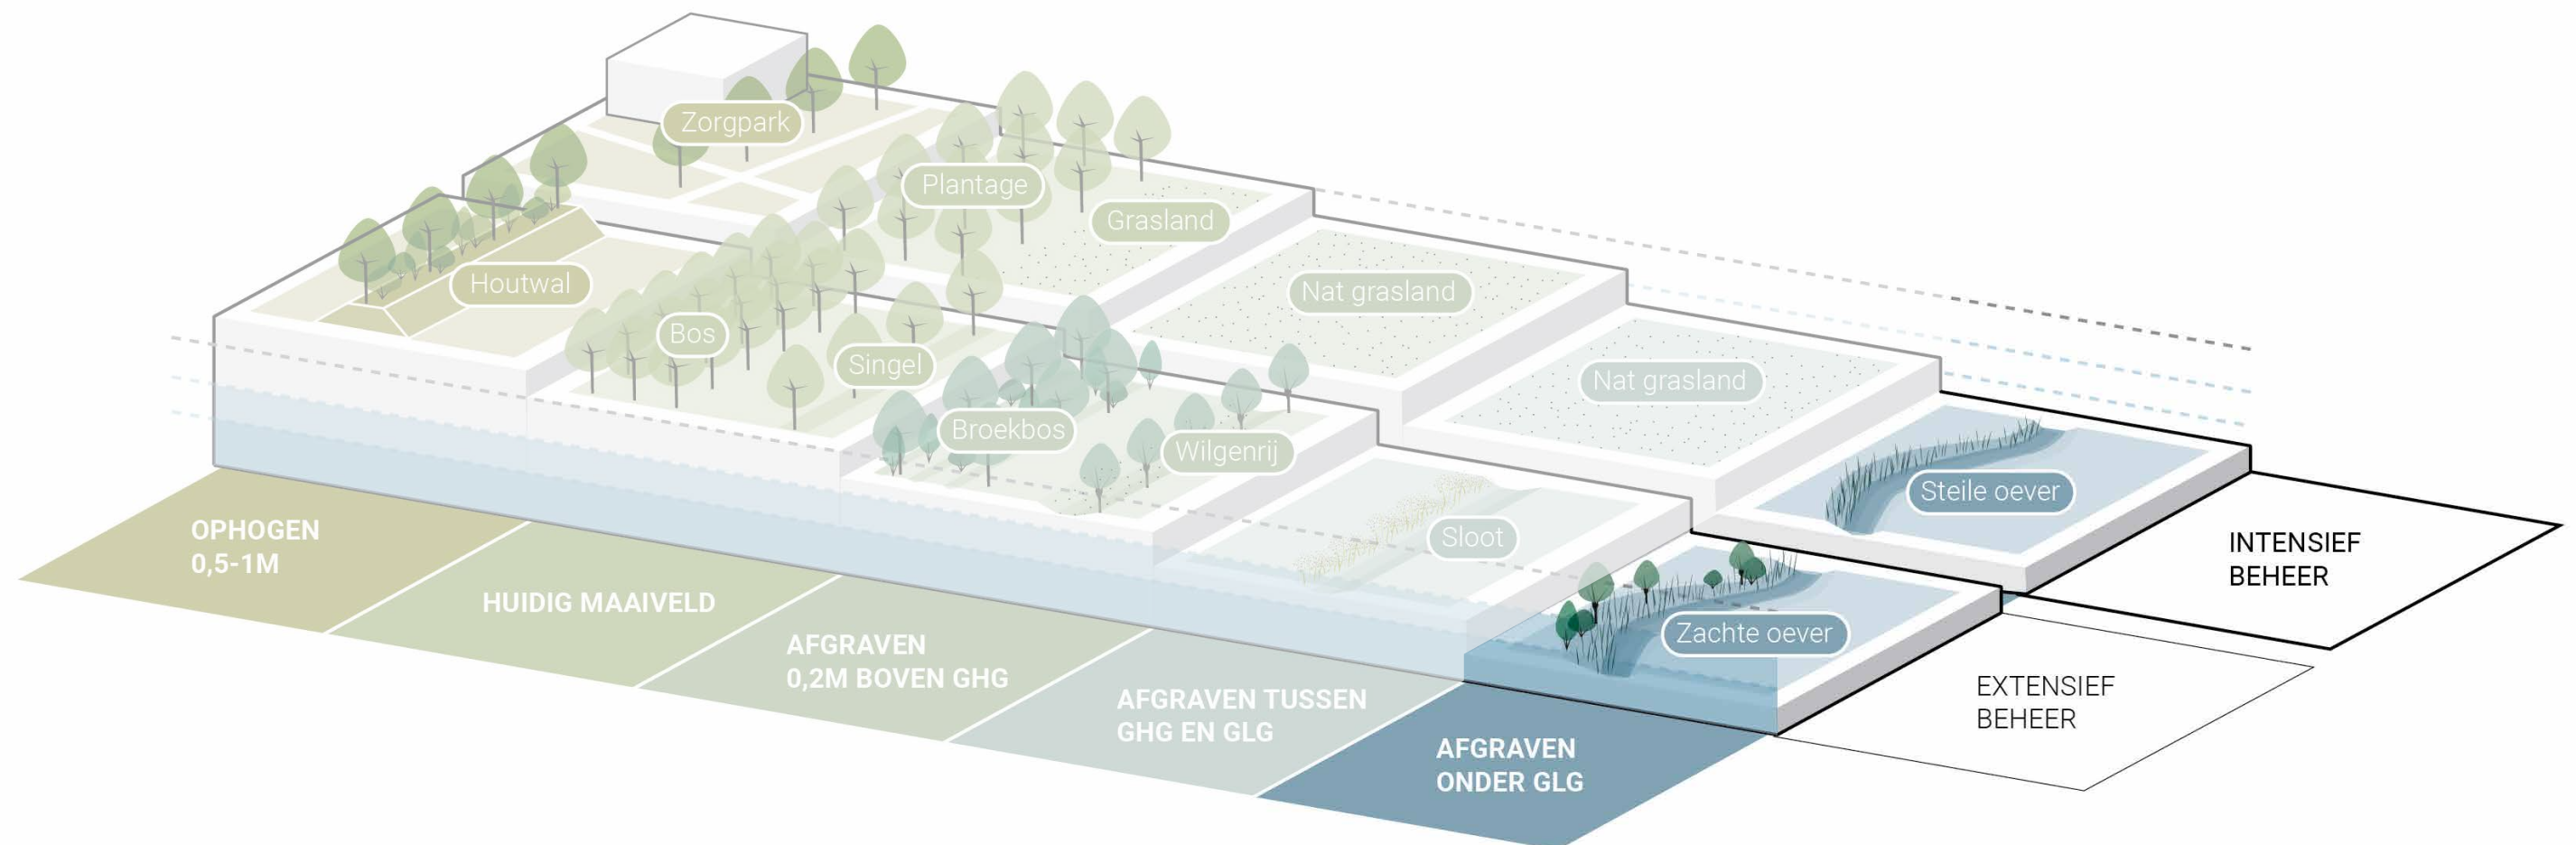 Zorgpark
Plantage
Grasland
Houtwal
Nat grasland
Bos
Singel
Nat grasland
Broekbos
Wilgenrij
Steile oever
Sloot
Zachte oever
OPHOGEN
0,5-1M
HUIDIG MAAIVELD
AFGRAVEN
0,2M BOVEN GHG
AFGRAVEN TUSSEN
GHG EN GLG
AFGRAVEN
ONDER GLG
INTENSIEF
BEHEER
EXTENSIEF
BEHEER